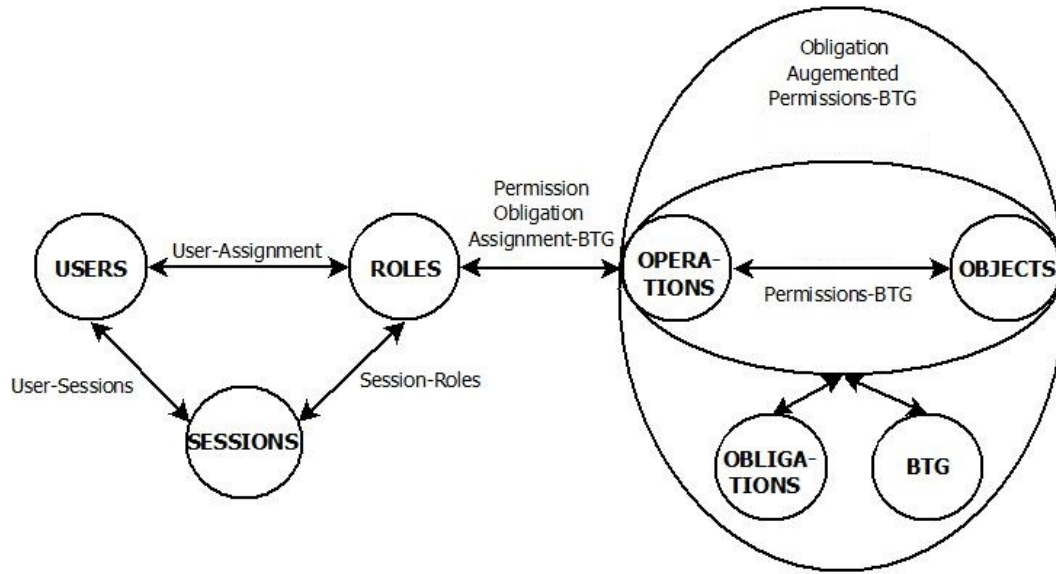 Obligation
Augemented
Permissions-BTG
Permission
Obligation
Assignment-BTG
USERS
User-Assignment
ROLES
OPERA-
TIONS
Permissions-BTG
OBJECTS
User-Sessions
Session-Roles
SESSIONS
OBLIGA-
TIONS
BTG